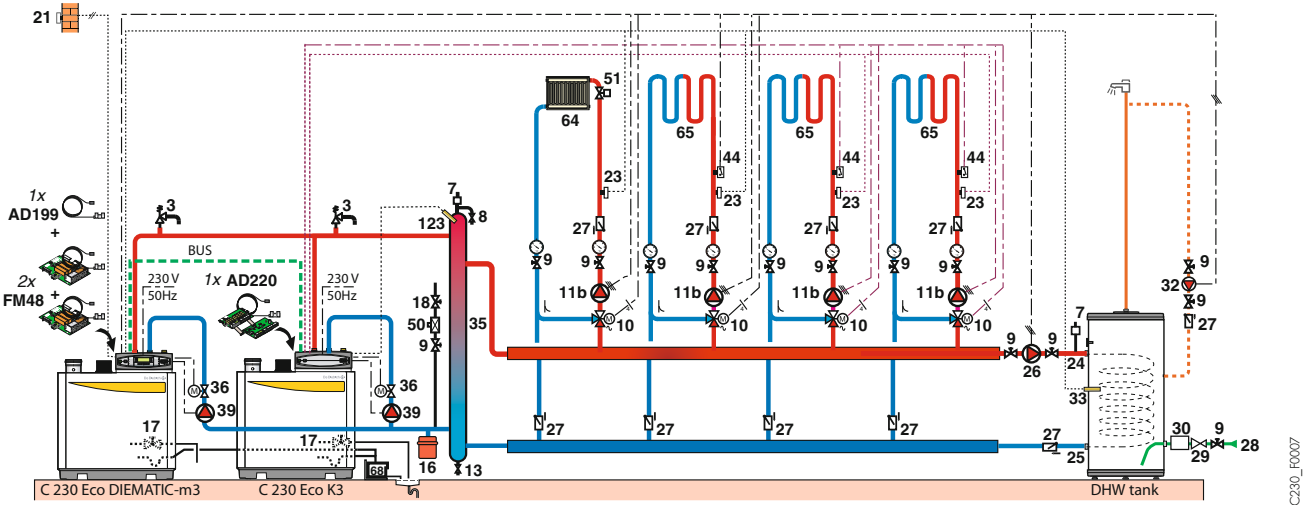 21
1x
AD199
+
2x
FM48
+
3
3
7
8
123
BUS
230 V
50Hz
1x AD220
230 V
50Hz
18
50
9
35
36
39
36
39
17
17
16
13
68
C 230 Eco DIEMATIC-m3
C 230 Eco K3
51
64
65
65
65
44
44
44
23
23
23
23
27
27
27
27
9
9
9
9
9
9
9
9
11b
11b
11b
11b
M
M
M
M
M
M
10
10
10
10
27
27
27
27
27
9
26
9
7
24
33
25
30
29
9
28
9
32
9
27
DHW tank
C230_F0007